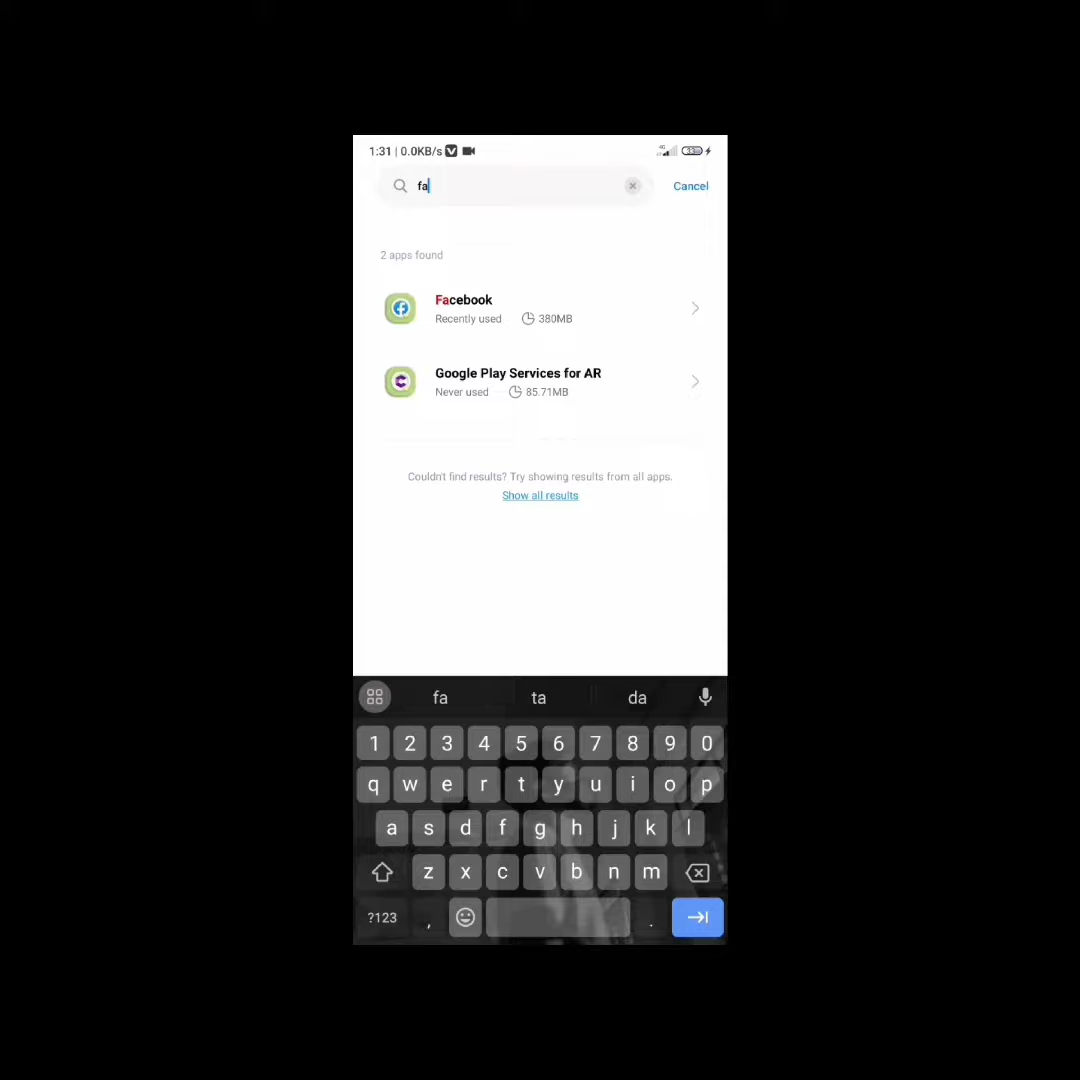 1:31 | 0.0KB/s
4G
33
fa
Cancel
2 apps found
Facebook
Recently used 380MB
Google Play Services for AR
Never used 85.71MB
Couldn't find results? Try showing results from all apps.
Show all results
fa ta da
1 2 3 4 5 6 7 8 9 0
q w e r t y u i o p
a s d f g h j k l
z x c v b n m
?123 , .